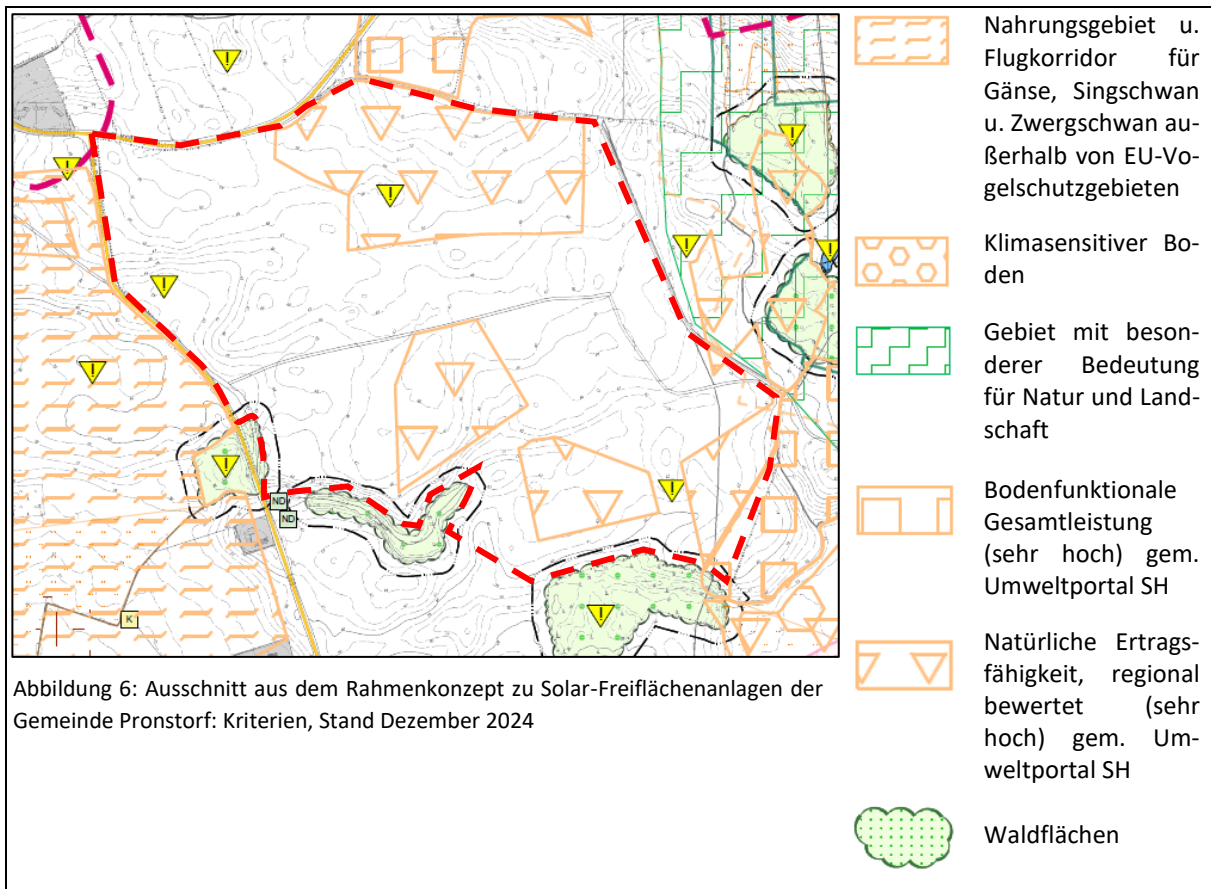 !
!
!
!
!
!
!
!
!
!
!
ND
ND
K
Abbildung 6: Ausschnitt aus dem Rahmenkonzept zu Solar-Freiflächenanlagen der
Gemeinde Pronstorf: Kriterien, Stand Dezember 2024
Nahrungsgebiet u.
Flugkorridor für
Gänse, Singschwan
u. Zwergschwan au-
ßerhalb von EU-Vo-
gelschutzgebieten
Klimasensitiver Bo-
den
Gebiet mit beson-
derer Bedeutung
für Natur und Land-
schaft
Bodenfunktionale
Gesamtleistung
(sehr hoch) gem.
Umweltportal SH
Natürliche Ertrags-
fähigkeit, regional
bewertet (sehr
hoch) gem. Um-
weltportal SH
Waldflächen